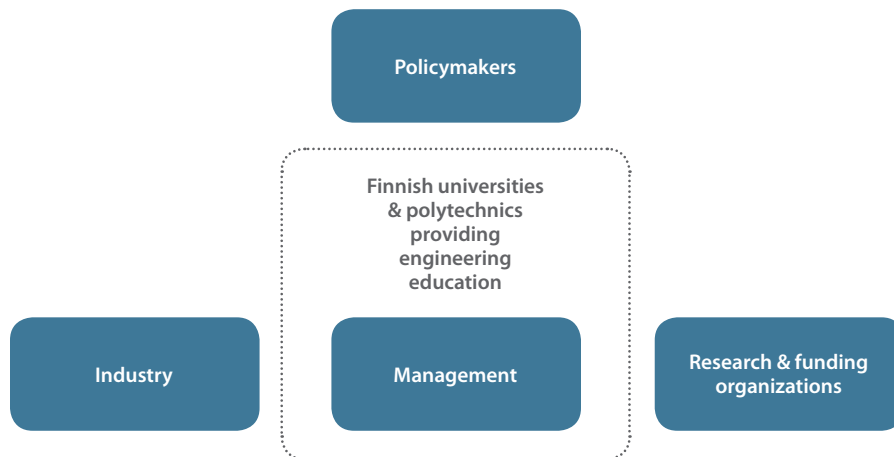 Policymakers
Finnish universities
& polytechnics
providing
engineering
education
Industry
Management
Research & funding
organizations